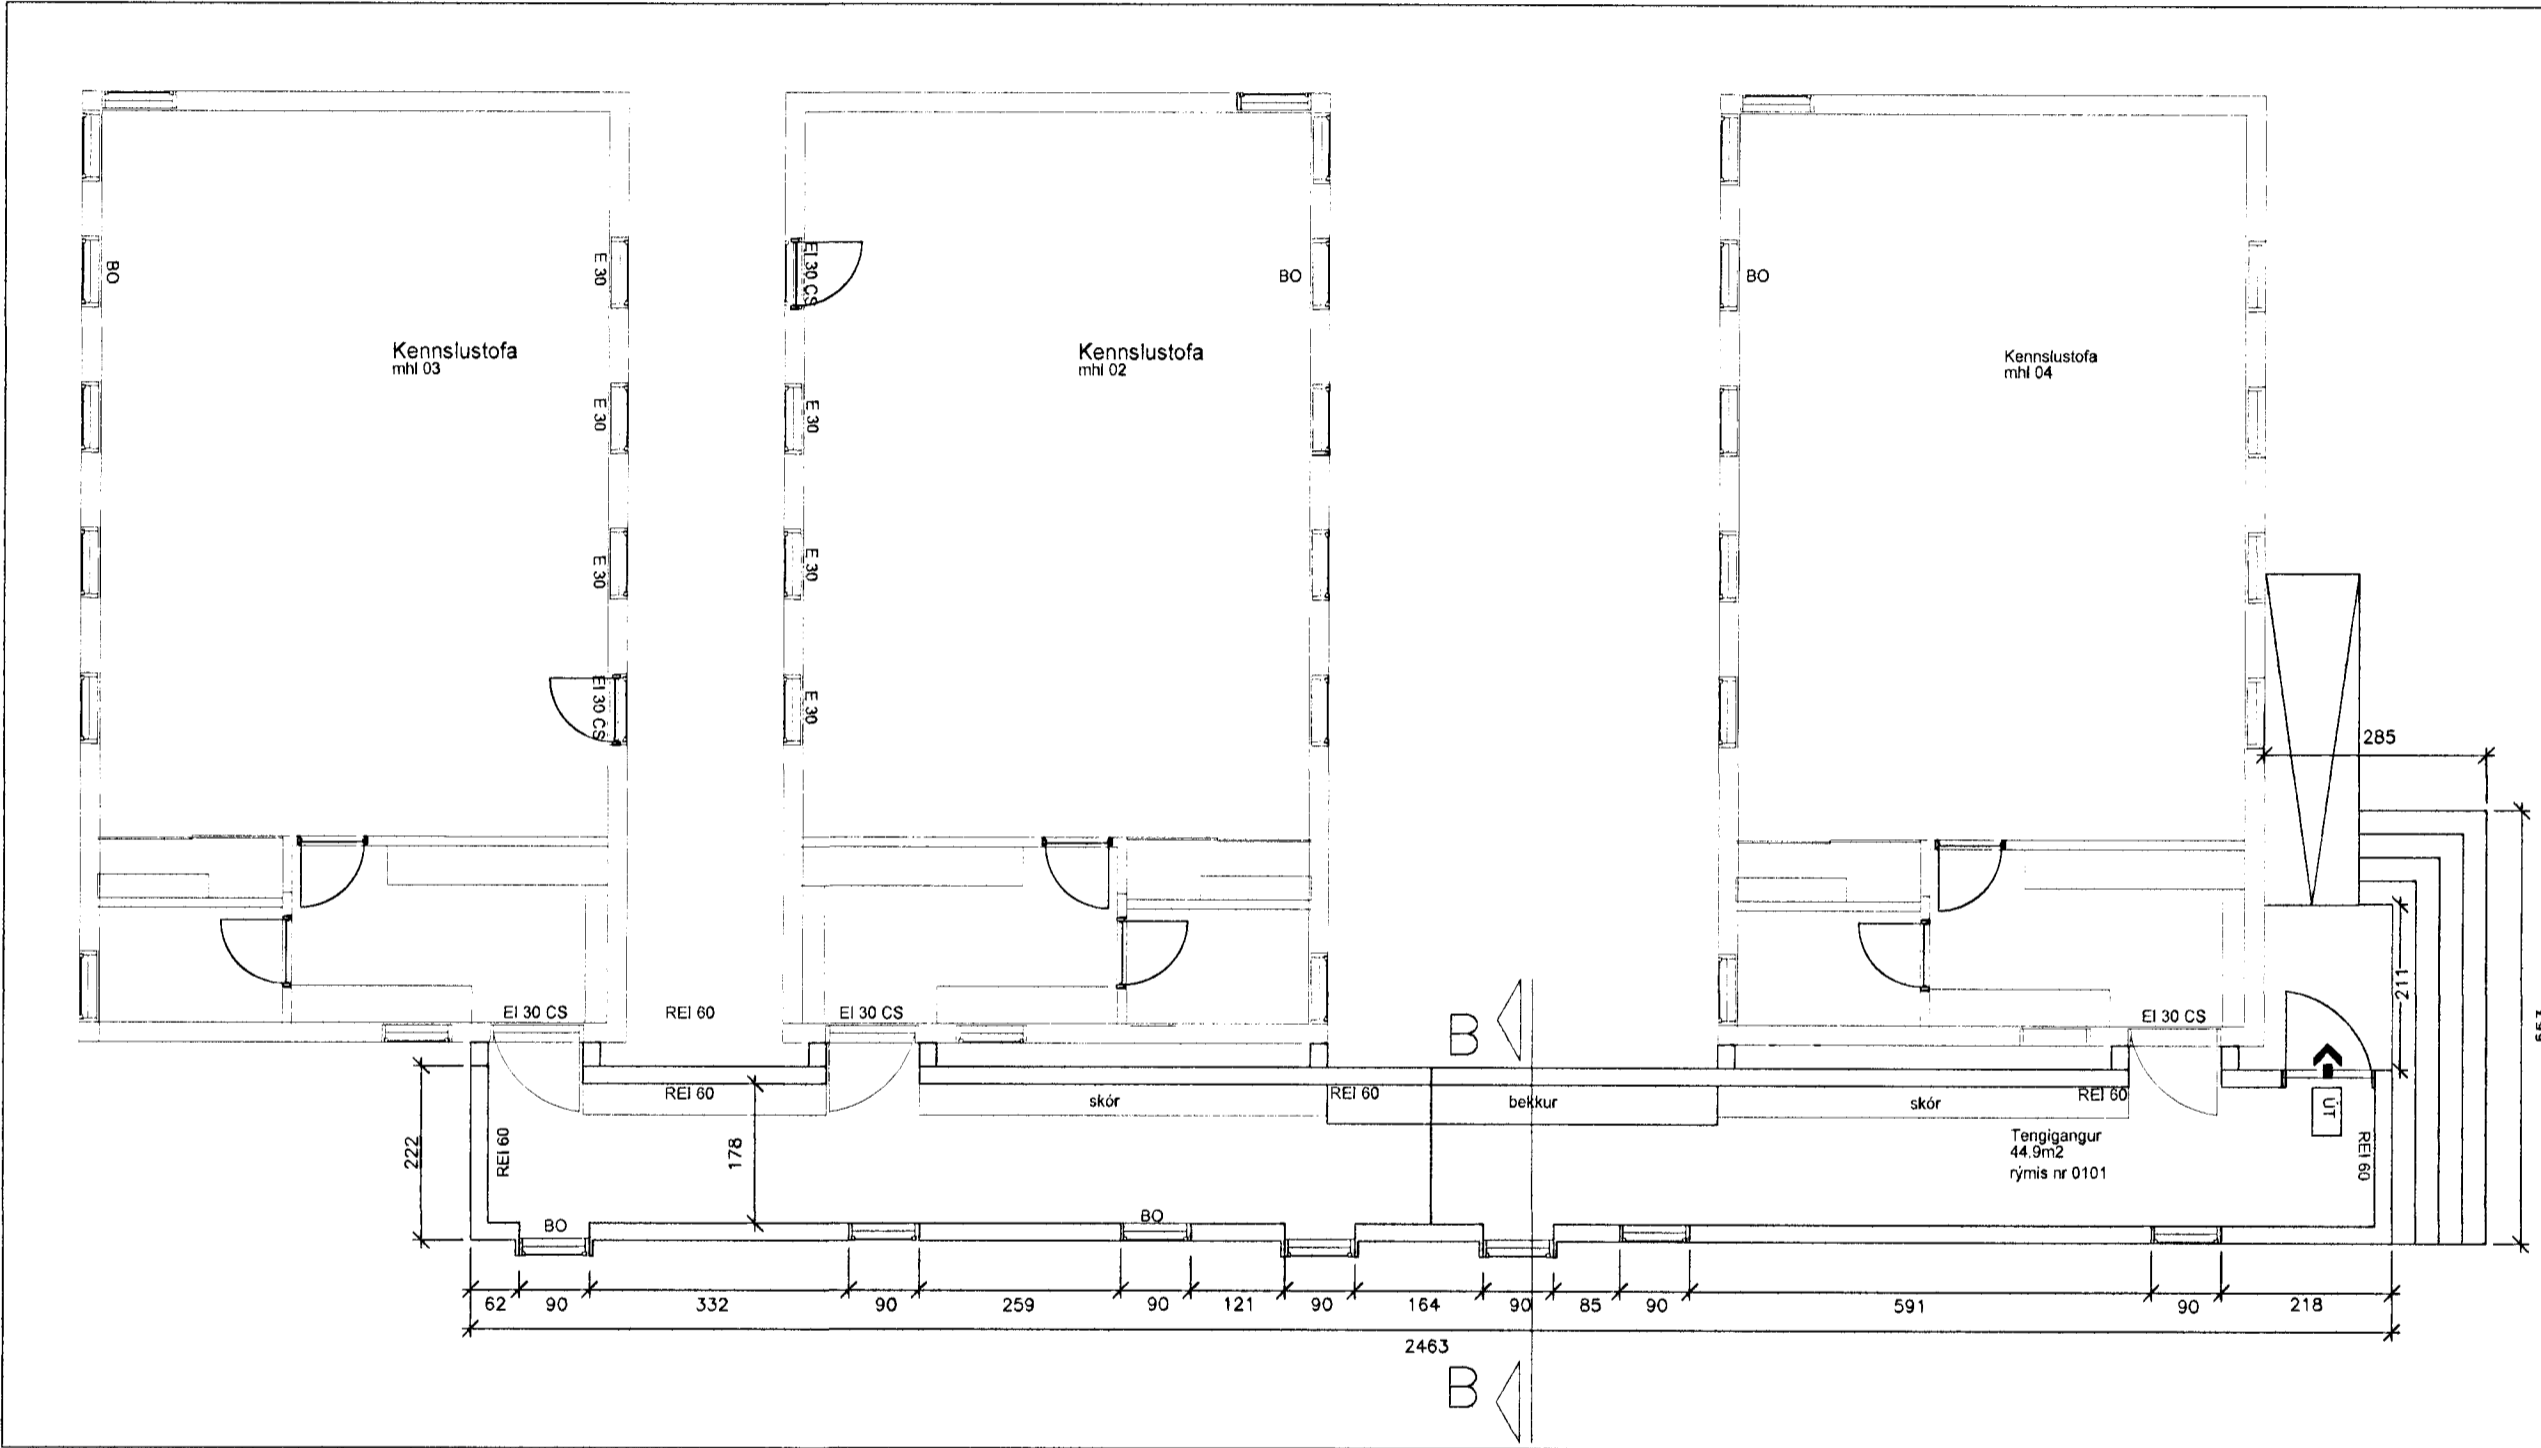 BO
E 30
EI 30 CS
BO
BO
Kennslustofa
mhl 03
Kennslustofa
mhl 02
Kennslustofa
mhl 04
E 30
E 30
E 30
E 30
EI 30 CS
E 30
285
EI 30 CS
REI 60
EI 30 CS
B
EI 30 CS
211
REI 60
skór
REI 60
bekkur
skór
REI 60
ÚT
222
REI 60
178
Tengigangur
44.9m2
rýmis nr 0101
REI 60
BO
BO
62
90
332
90
259
90
121
90
164
90
85
90
591
90
218
2463
B